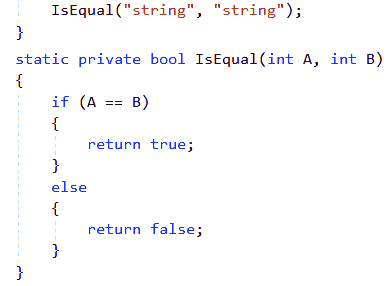 IsEqual("string", "string");
}
static private bool IsEqual(int A, int B)
{
if (A == B)
{
return true;
}
else
{
return false;
}
}